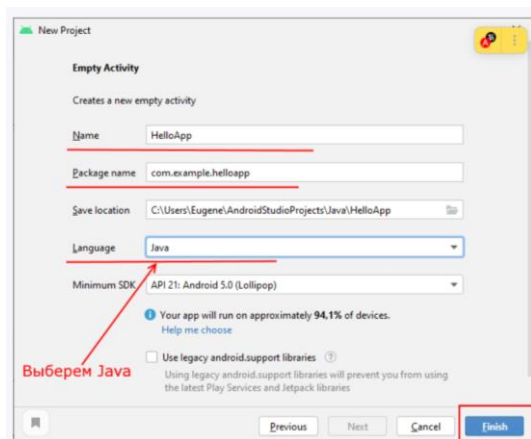 New Project
Empty Activity
Creates a new empty activity
Name HelloApp
Package name com.example.helloapp
Save location C:\Users\Eugene\AndroidStudioProjects\Java\HelloApp
Language Java
Minimum SDK API 21: Android 5.0 (Lollipop)
Your app will run on approximately 94,1% of devices.
Help me choose
Use legacy android.support libraries ?
Выберем Java
Using legacy android.support libraries will prevent you from using
the latest Play Services and Jetpack libraries
Previous Next Cancel Finish